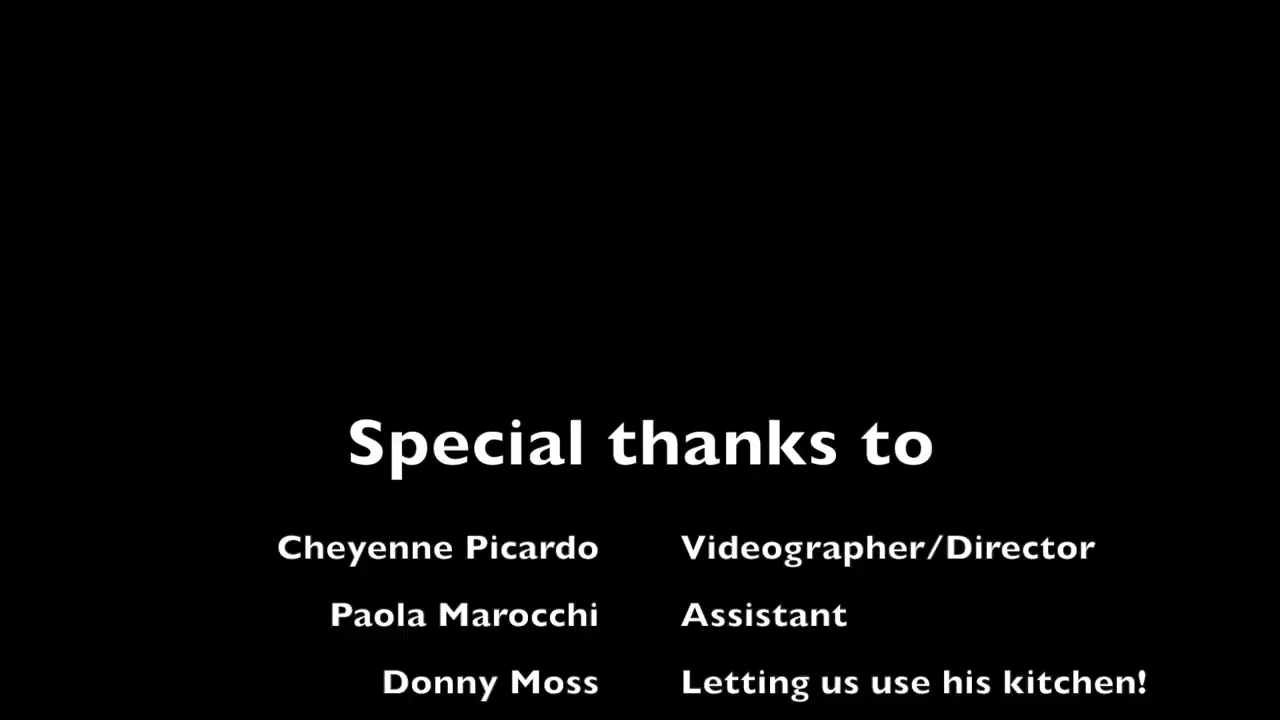 Special thanks to
Cheyenne Picardo Videographer/Director
Paola Marocchi Assistant
Donny Moss Letting us use his kitchen!